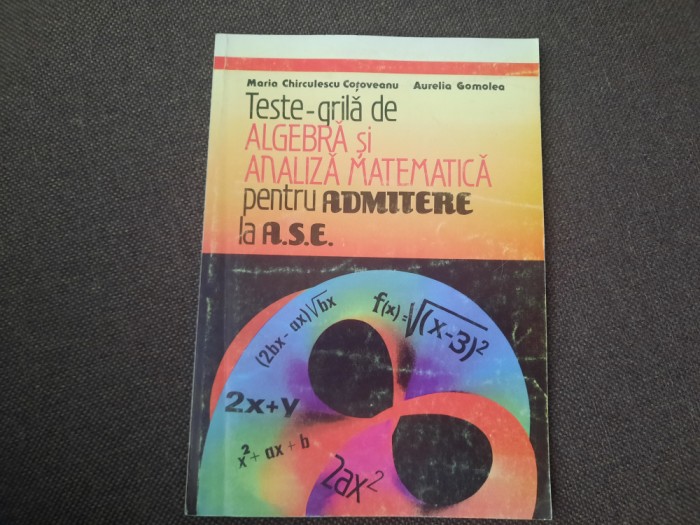 Maria Chirculescu Coroveanu Aurelia Gomolea
Teste-grilă de
ALGEBRĂ și
ANALIZĂ MATEMATICĂ
pentru ADMITERE
la A.S.E.
(2bx - ax)√bx
f(x)=√(x-3)²
2x+y
x²+ax+b
2ax²